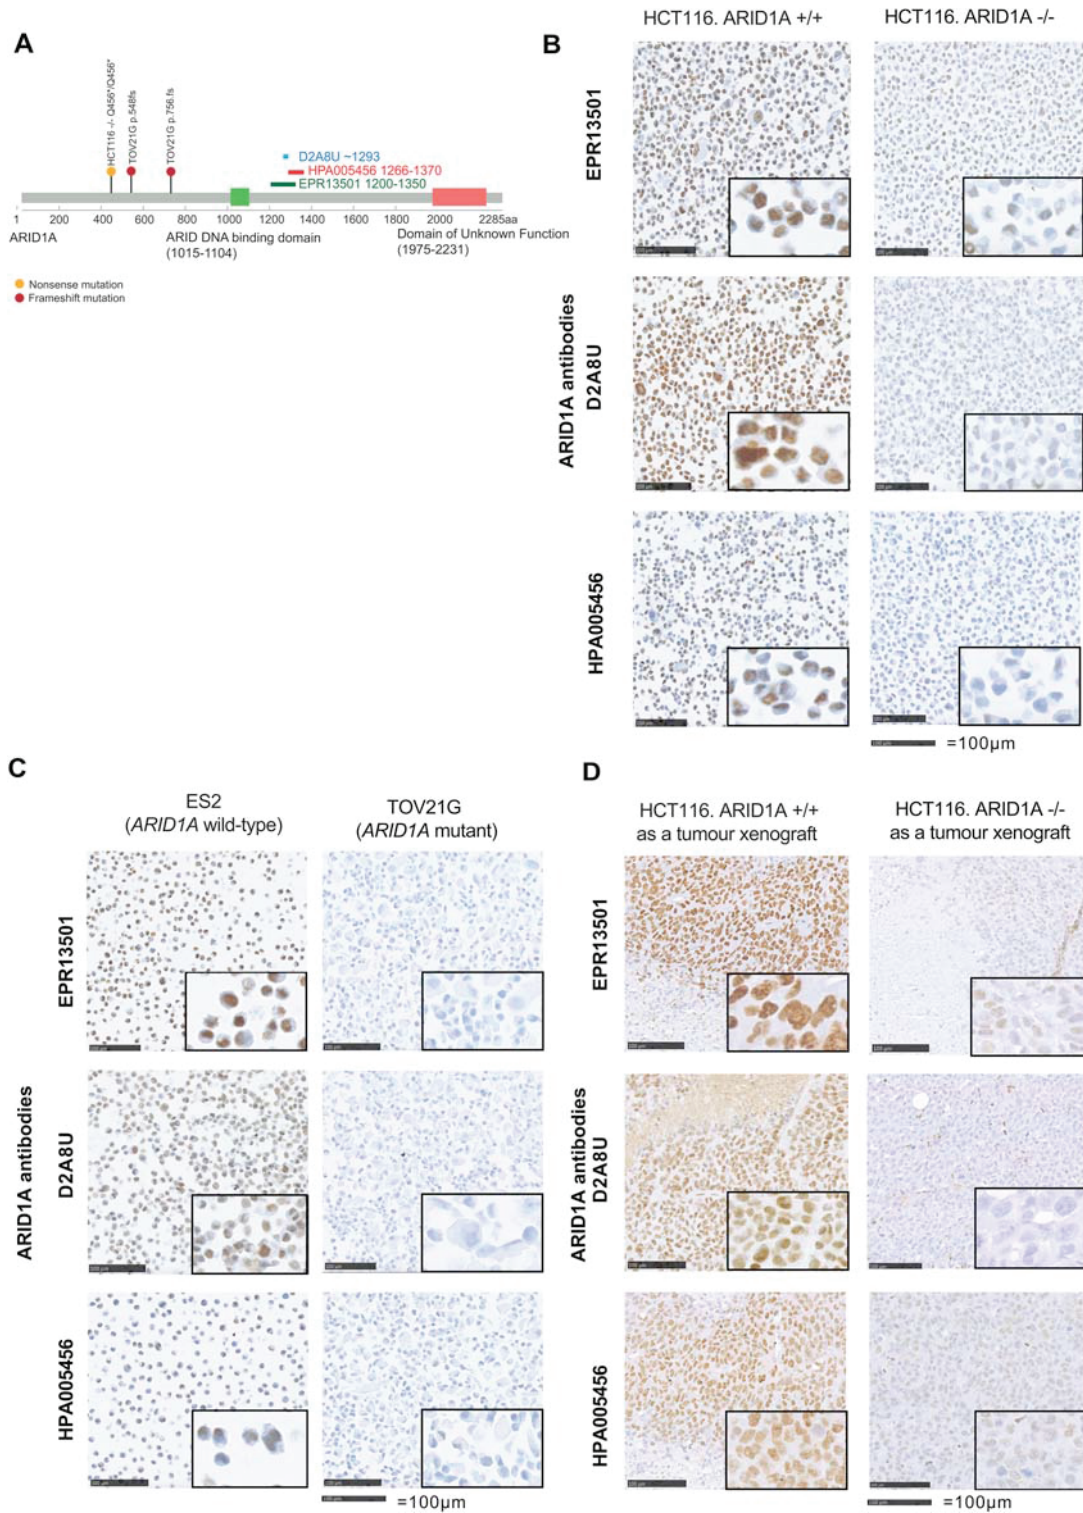 A
HCT116 -/- Q456*/Q456*
TOV21G p.548fs
TOV21G p.756.fs
D2A8U ~1293
HPA005456 1266-1370
EPR13501 1200-1350
1 200 400 600 800 1000 1200 1400 1600 1800 2000 2285aa
ARID1A
ARID DNA binding domain
(1015-1104)
Domain of Unknown Function
(1975-2231)
Nonsense mutation
Frameshift mutation
B
HCT116. ARID1A +/+
HCT116. ARID1A -/-
ARID1A antibodies
EPR13501
D2A8U
HPA005456
=100µm
C
ES2
(ARID1A wild-type)
TOV21G
(ARID1A mutant)
ARID1A antibodies
EPR13501
D2A8U
HPA005456
=100µm
D
HCT116. ARID1A +/+
as a tumour xenograft
HCT116. ARID1A -/-
as a tumour xenograft
ARID1A antibodies
EPR13501
D2A8U
HPA005456
=100µm